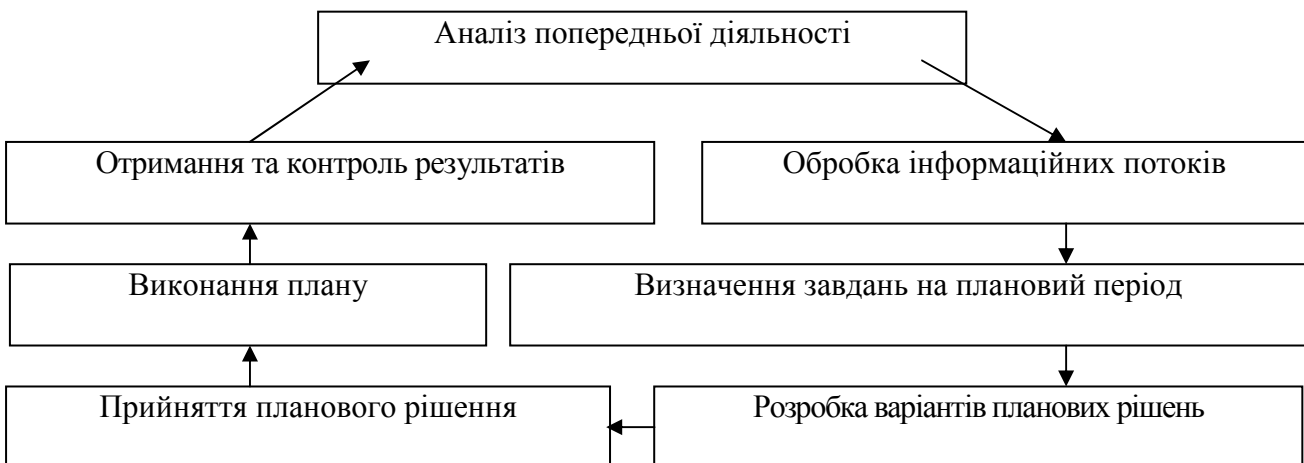 Аналіз попередньої діяльності
Отримання та контроль результатів
Обробка інформаційних потоків
Виконання плану
Визначення завдань на плановий період
Прийняття планового рішення
Розробка варіантів планових рішень